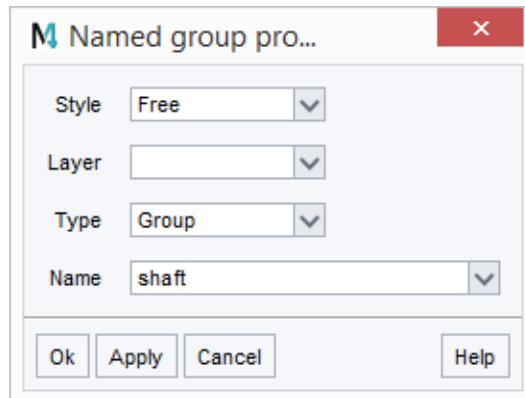 Named group pro...
Style Free
Layer
Type Group
Name shaft
Ok Apply Cancel Help